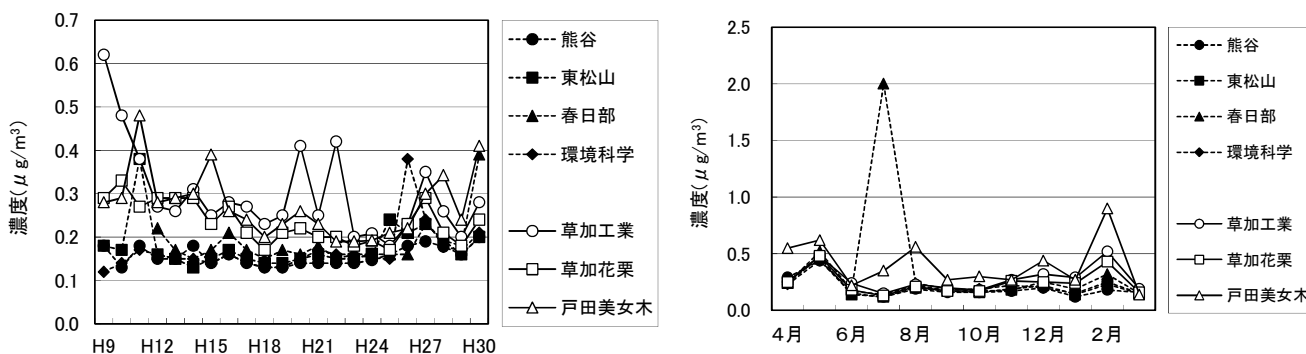 0.7
0.6
0.5
0.4
0.3
0.2
0.1
0.0
濃度(μg/m³)
H9 H12 H15 H18 H21 H24 H27 H30
熊谷
東松山
春日部
環境科学
草加工業
草加花栗
戸田美女木
2.5
2.0
1.5
1.0
0.5
0.0
濃度(μg/m³)
4月 6月 8月 10月 12月 2月
熊谷
東松山
春日部
環境科学
草加工業
草加花栗
戸田美女木